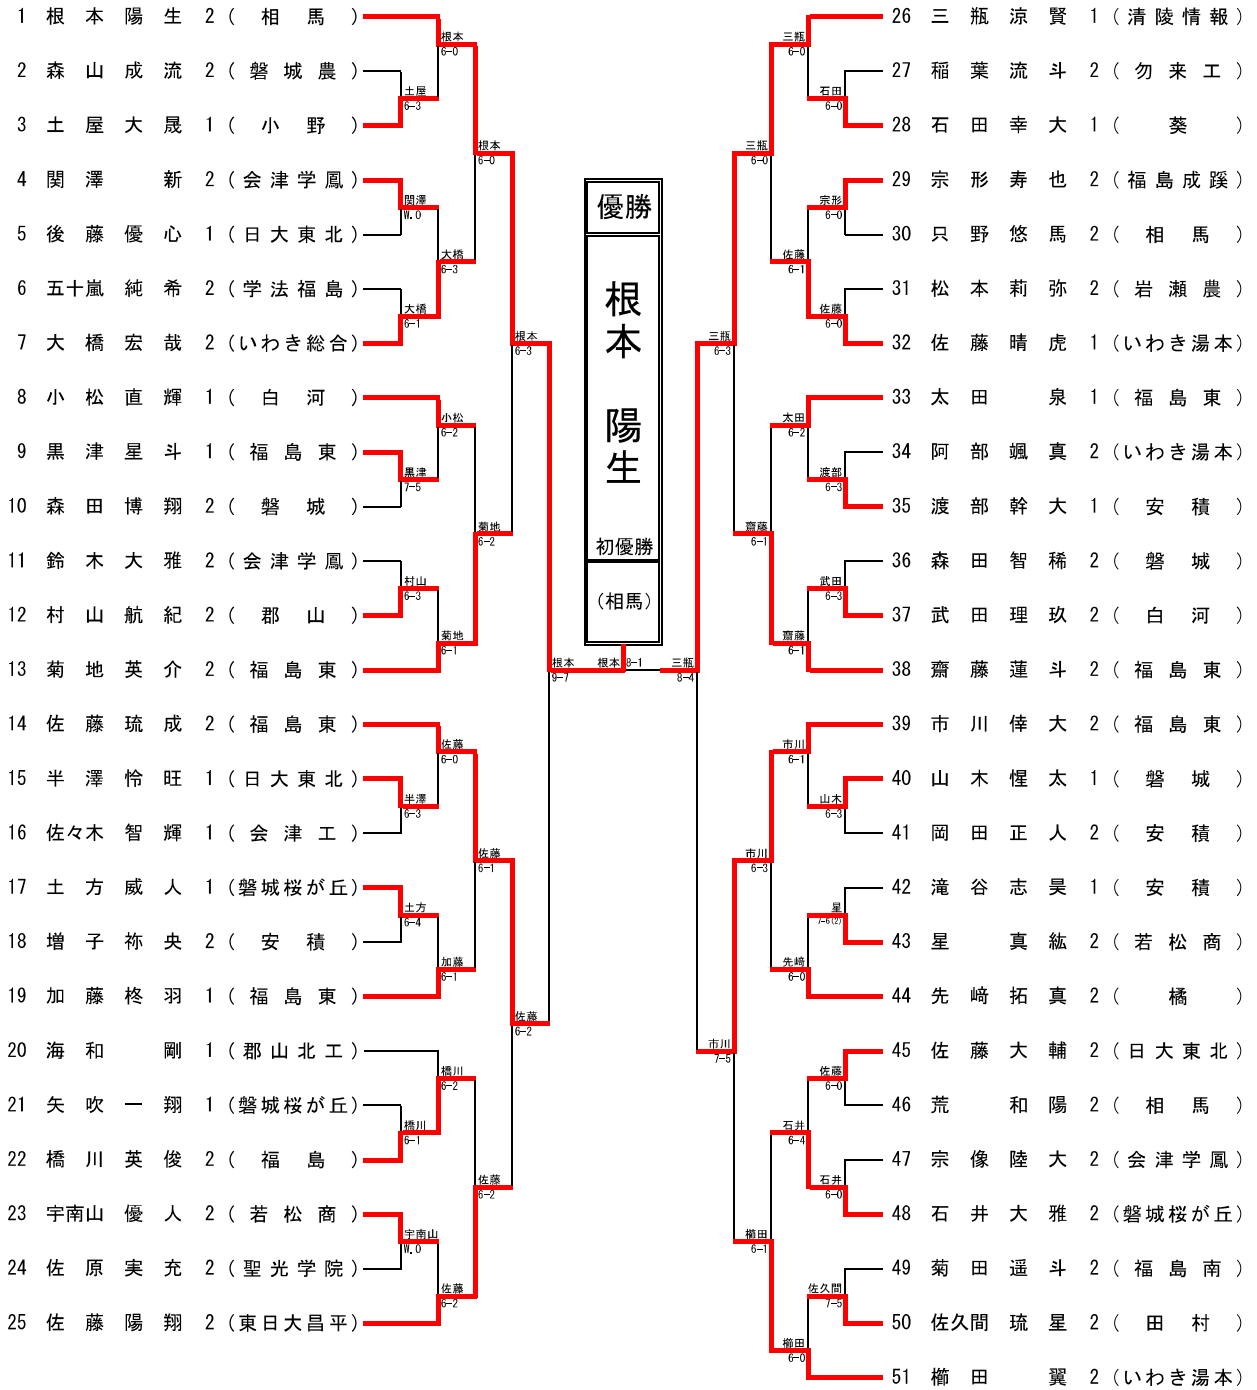 1 根本陽生 2 (相馬)
2 森山成流 2 (磐城農)
3 土屋大晟 1 (小野)
4 関澤新 2 (会津学鳳)
5 後藤優心 1 (日大東北)
6 五十嵐純希 2 (学法福島)
7 大橋宏哉 2 (いわき総合)
8 小松直輝 1 (白河)
9 黒津星斗 1 (福島東)
10 森田博翔 2 (磐城)
11 鈴木大雅 2 (会津学鳳)
12 村山航紀 2 (郡山)
13 菊地英介 2 (福島東)
14 佐藤琉成 2 (福島東)
15 半澤怜旺 1 (日大東北)
16 佐々木智輝 1 (会津工)
17 土方威人 1 (磐城桜が丘)
18 増子祢央 2 (安積)
19 加藤柊羽 1 (福島東)
20 海和剛 1 (郡山北工)
21 矢吹一翔 1 (磐城桜が丘)
22 橋川英俊 2 (福島)
23 宇南山優人 2 (若松商)
24 佐原実充 2 (聖光学院)
25 佐藤陽翔 2 (東日大昌平)
根本
6-0
土屋
6-3
関澤
W.0
大橋
6-1
大橋
6-3
根本
6-0
小松
6-2
黒津
7-5
村山
6-3
菊地
6-1
菊地
6-2
根本
6-3
佐藤
6-0
半澤
6-3
土方
6-4
加藤
6-1
佐藤
6-1
橋川
6-2
橋川
6-1
宇南山
W.0
佐藤
6-2
佐藤
6-2
佐藤
6-2
根本
9-7
優勝
根本 陽生
初優勝
(相馬)
根本 8-1
三瓶
8-4
三瓶
6-0
石田
6-0
三瓶
6-0
宗形
6-0
佐藤
6-1
佐藤
6-0
三瓶
6-3
太田
6-2
渡部
6-3
齋藤
6-1
武田
6-3
齋藤
6-1
市川
6-1
山木
6-3
市川
6-3
星
7-6(2)
先﨑
6-0
市川
7-5
佐藤
6-0
石井
6-4
石井
6-0
櫛田
6-1
佐久間
7-5
櫛田
6-0
26 三瓶涼賢 1 (清陵情報)
27 稲葉流斗 2 (勿来工)
28 石田幸大 1 (葵)
29 宗形寿也 2 (福島成蹊)
30 只野悠馬 2 (相馬)
31 松本莉弥 2 (岩瀬農)
32 佐藤晴虎 1 (いわき湯本)
33 太田泉 1 (福島東)
34 阿部颯真 2 (いわき湯本)
35 渡部幹大 1 (安積)
36 森田智稀 2 (磐城)
37 武田理玖 2 (白河)
38 齋藤蓮斗 2 (福島東)
39 市川倖大 2 (福島東)
40 山木惺太 1 (磐城)
41 岡田正人 2 (安積)
42 滝谷志昊 1 (安積)
43 星真紘 2 (若松商)
44 先﨑拓真 2 (橘)
45 佐藤大輔 2 (日大東北)
46 荒和陽 2 (相馬)
47 宗像陸大 2 (会津学鳳)
48 石井大雅 2 (磐城桜が丘)
49 菊田遥斗 2 (福島南)
50 佐久間琉星 2 (田村)
51 櫛田翼 2 (いわき湯本)